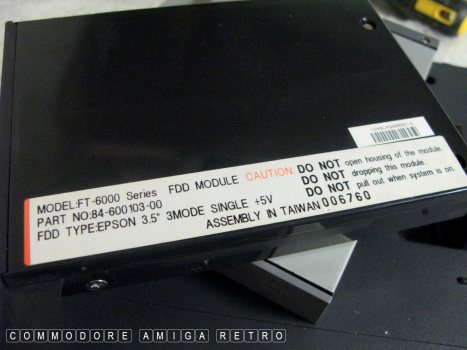 MODEL:FT-6000 Series FDD MODULE CAUTION: DO NOT open housing of the module.
PART NO:84-600103-00 DO NOT dropping this module.
FDD TYPE:EPSON 3.5" 3MODE SINGLE +5V DO NOT pull out when system is on.
ASSEMBLY IN TAIWAN 006760
COMMODORE AMIGA RETRO